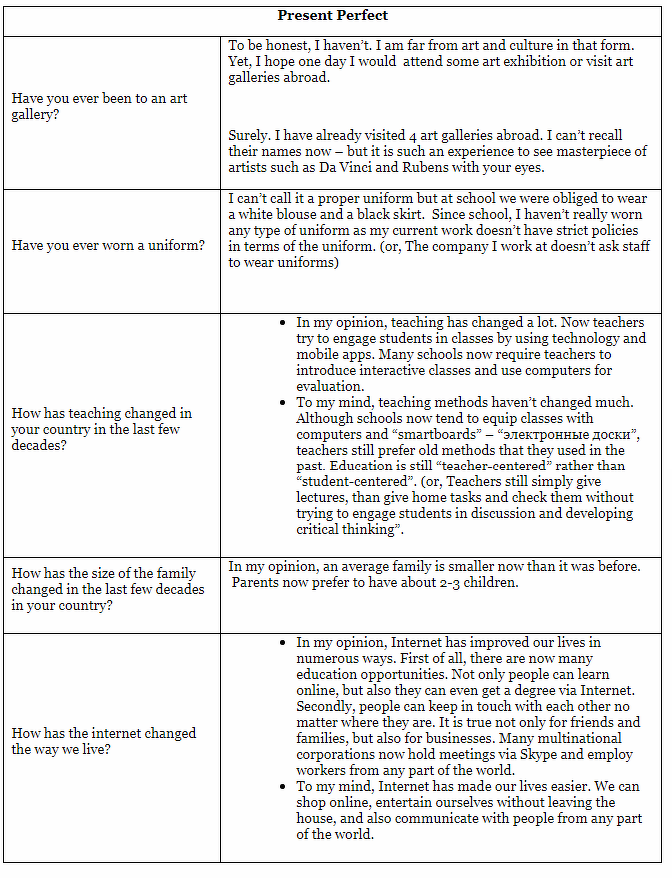 Present Perfect
Have you ever been to an art
gallery?
To be honest, I haven’t. I am far from art and culture in that form.
Yet, I hope one day I would  attend some art exhibition or visit art
galleries abroad.
Surely. I have already visited 4 art galleries abroad. I can’t recall
their names now – but it is such an experience to see masterpiece of
artists such as Da Vinci and Rubens with your eyes.
Have you ever worn a uniform?
I can’t call it a proper uniform but at school we were obliged to wear
a white blouse and a black skirt.  Since school, I haven’t really worn
any type of uniform as my current work doesn’t have strict policies
in terms of the uniform. (or, The company I work at doesn’t ask staff
to wear uniforms)
How has teaching changed in
your country in the last few
decades?
• In my opinion, teaching has changed a lot. Now teachers
try to engage students in classes by using technology and
mobile apps. Many schools now require teachers to
introduce interactive classes and use computers for
evaluation.
• To my mind, teaching methods haven’t changed much.
Although schools now tend to equip classes with
computers and “smartboards” – “электронные доски”,
teachers still prefer old methods that they used in the
past. Education is still “teacher-centered” rather than
“student-centered”. (or, Teachers still simply give
lectures, than give home tasks and check them without
trying to engage students in discussion and developing
critical thinking”.
How has the size of the family
changed in the last few decades
in your country?
In my opinion, an average family is smaller now than it was before.
Parents now prefer to have about 2-3 children.
How has the internet changed
the way we live?
• In my opinion, Internet has improved our lives in
numerous ways. First of all, there are now many
education opportunities. Not only people can learn
online, but also they can even get a degree via Internet.
Secondly, people can keep in touch with each other no
matter where they are. It is true not only for friends and
families, but also for businesses. Many multinational
corporations now hold meetings via Skype and employ
workers from any part of the world.
• To my mind, Internet has made our lives easier. We can
shop online, entertain ourselves without leaving the
house, and also communicate with people from any part
of the world.